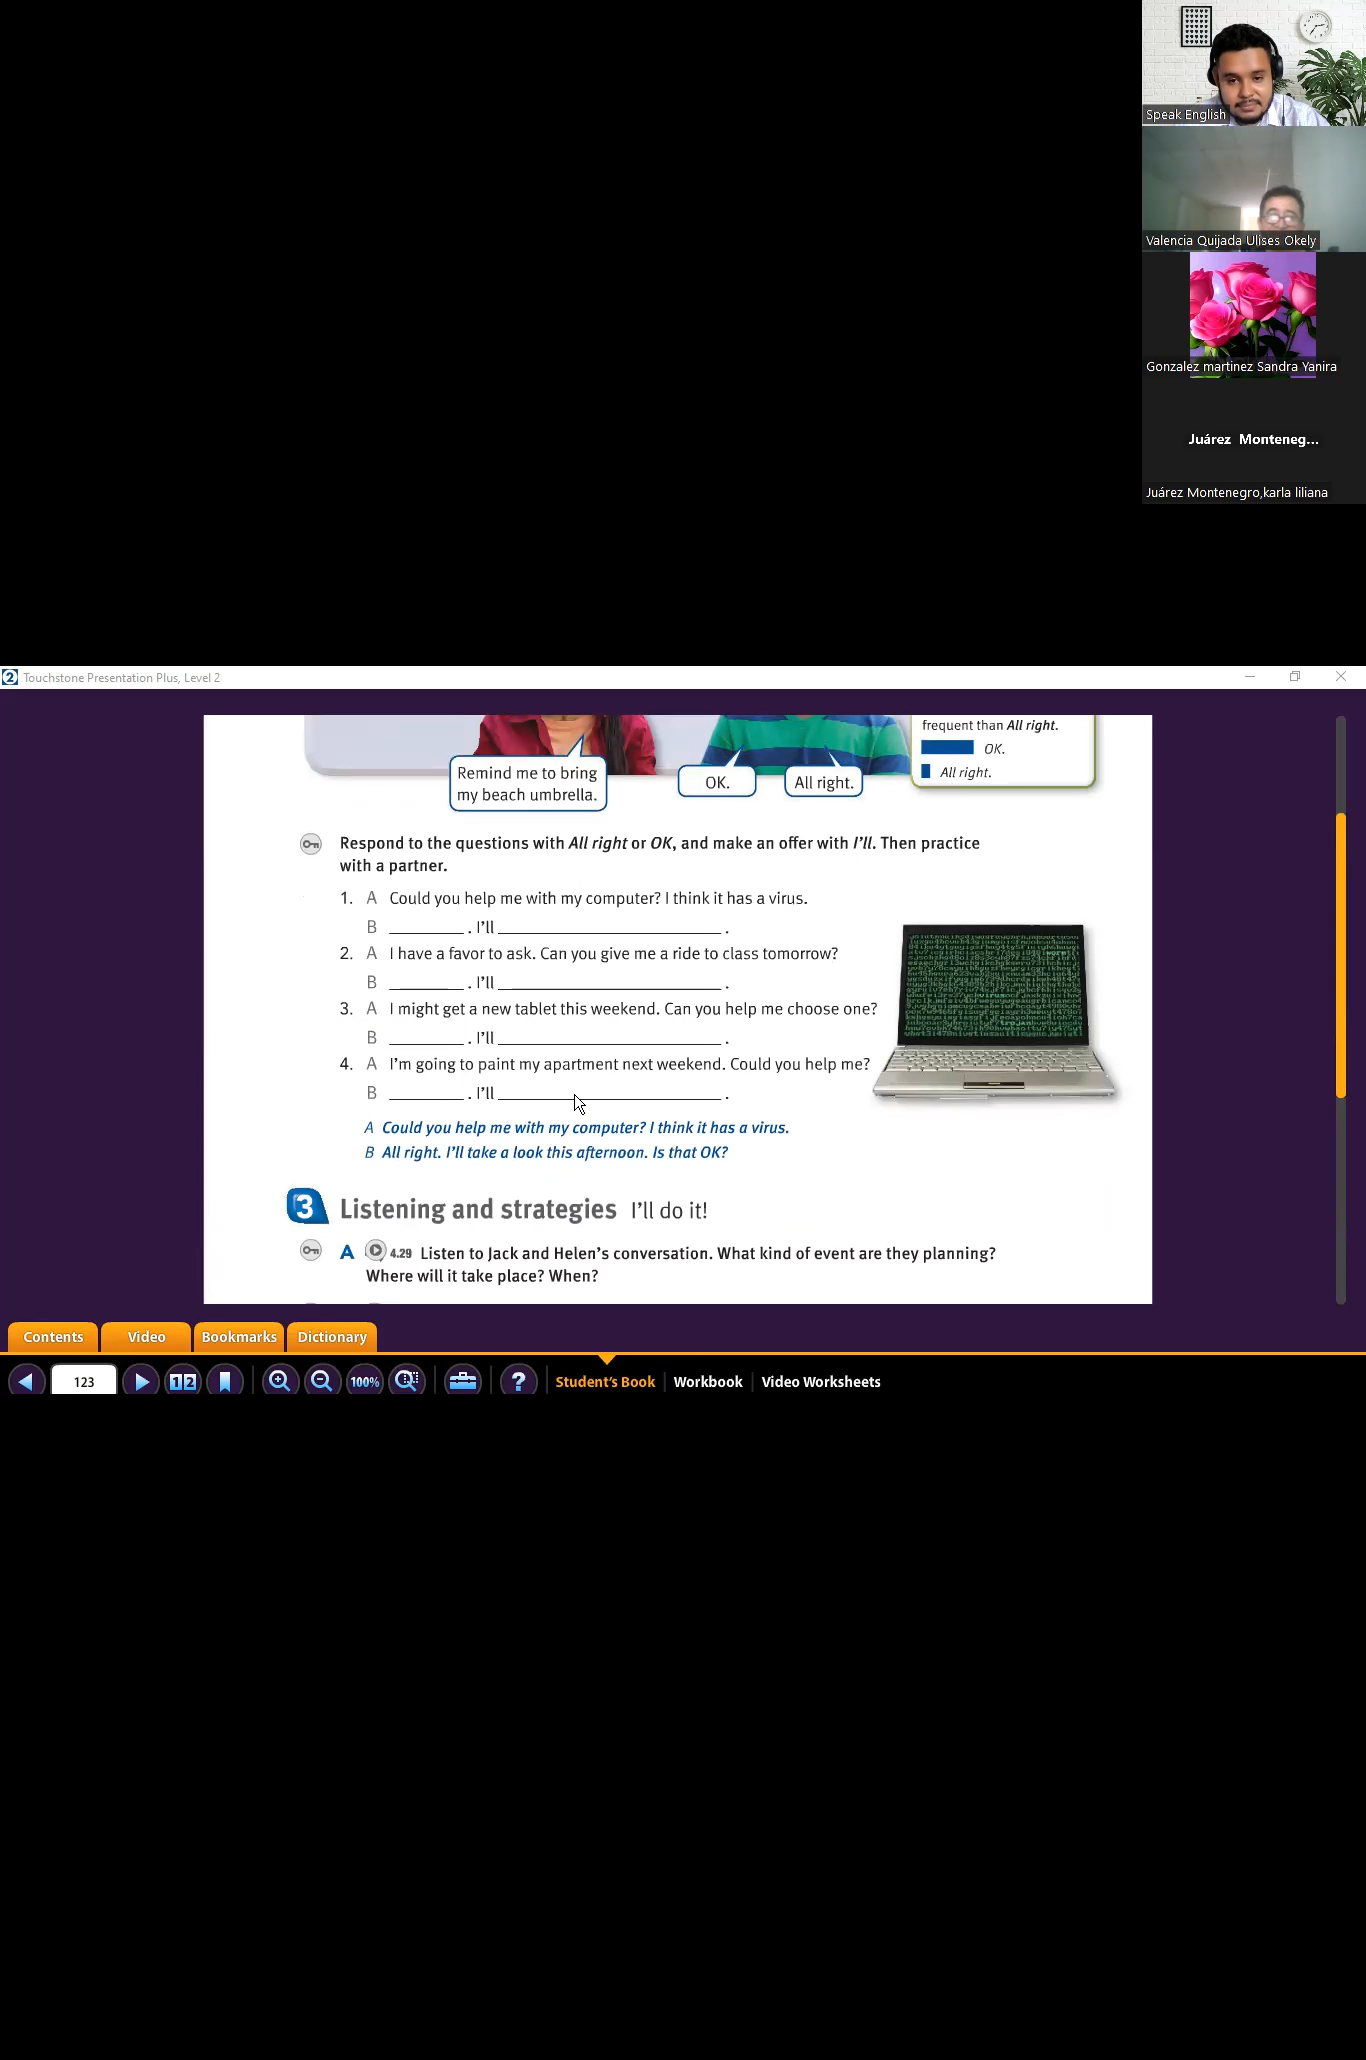 Speak English
Valencia Quijada Ulises Okely
Gonzalez martinez Sandra Yanira
Juárez Monteneg...
Juárez Montenegro,karla liliana
2 Touchstone Presentation Plus, Level 2
frequent than All right.
OK.
All right.
Remind me to bring
my beach umbrella.
OK.
All right.
Respond to the questions with All right or OK, and make an offer with I'll. Then practice
with a partner.
1. A Could you help me with my computer? I think it has a virus.
B ________ . I'll ________________________ .
2. A I have a favor to ask. Can you give me a ride to class tomorrow?
B ________ . I'll ________________________ .
3. A I might get a new tablet this weekend. Can you help me choose one?
B ________ . I'll ________________________ .
4. A I'm going to paint my apartment next weekend. Could you help me?
B ________ . I'll ________________________ .
A Could you help me with my computer? I think it has a virus.
B All right. I'll take a look this afternoon. Is that OK?
3 Listening and strategies I'll do it!
A 4.29 Listen to Jack and Helen's conversation. What kind of event are they planning?
Where will it take place? When?
Contents Video Bookmarks Dictionary
123 12 100% ? Student's Book Workbook Video Worksheets